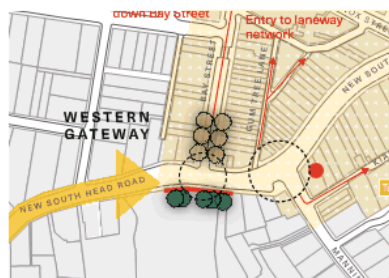 down Bay Street
Entry to laneway
network
BAY STREET
GUM TREE LANE
NEW SOUTH
WESTERN
GATEWAY
NEW SOUTH HEAD ROAD